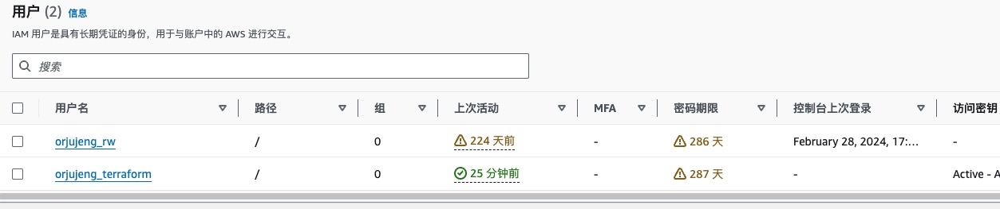 用户 (2) 信息
IAM 用户是具有长期凭证的身份，用于与账户中的 AWS 进行交互。
搜索
用户名 路径 组 上次活动 MFA 密码期限 控制台上次登录 访问密钥
orjujeng_rw / 0 224 天前 - 286 天 February 28, 2024, 17:... -
orjujeng_terraform / 0 25 分钟前 - 287 天 - Active - A